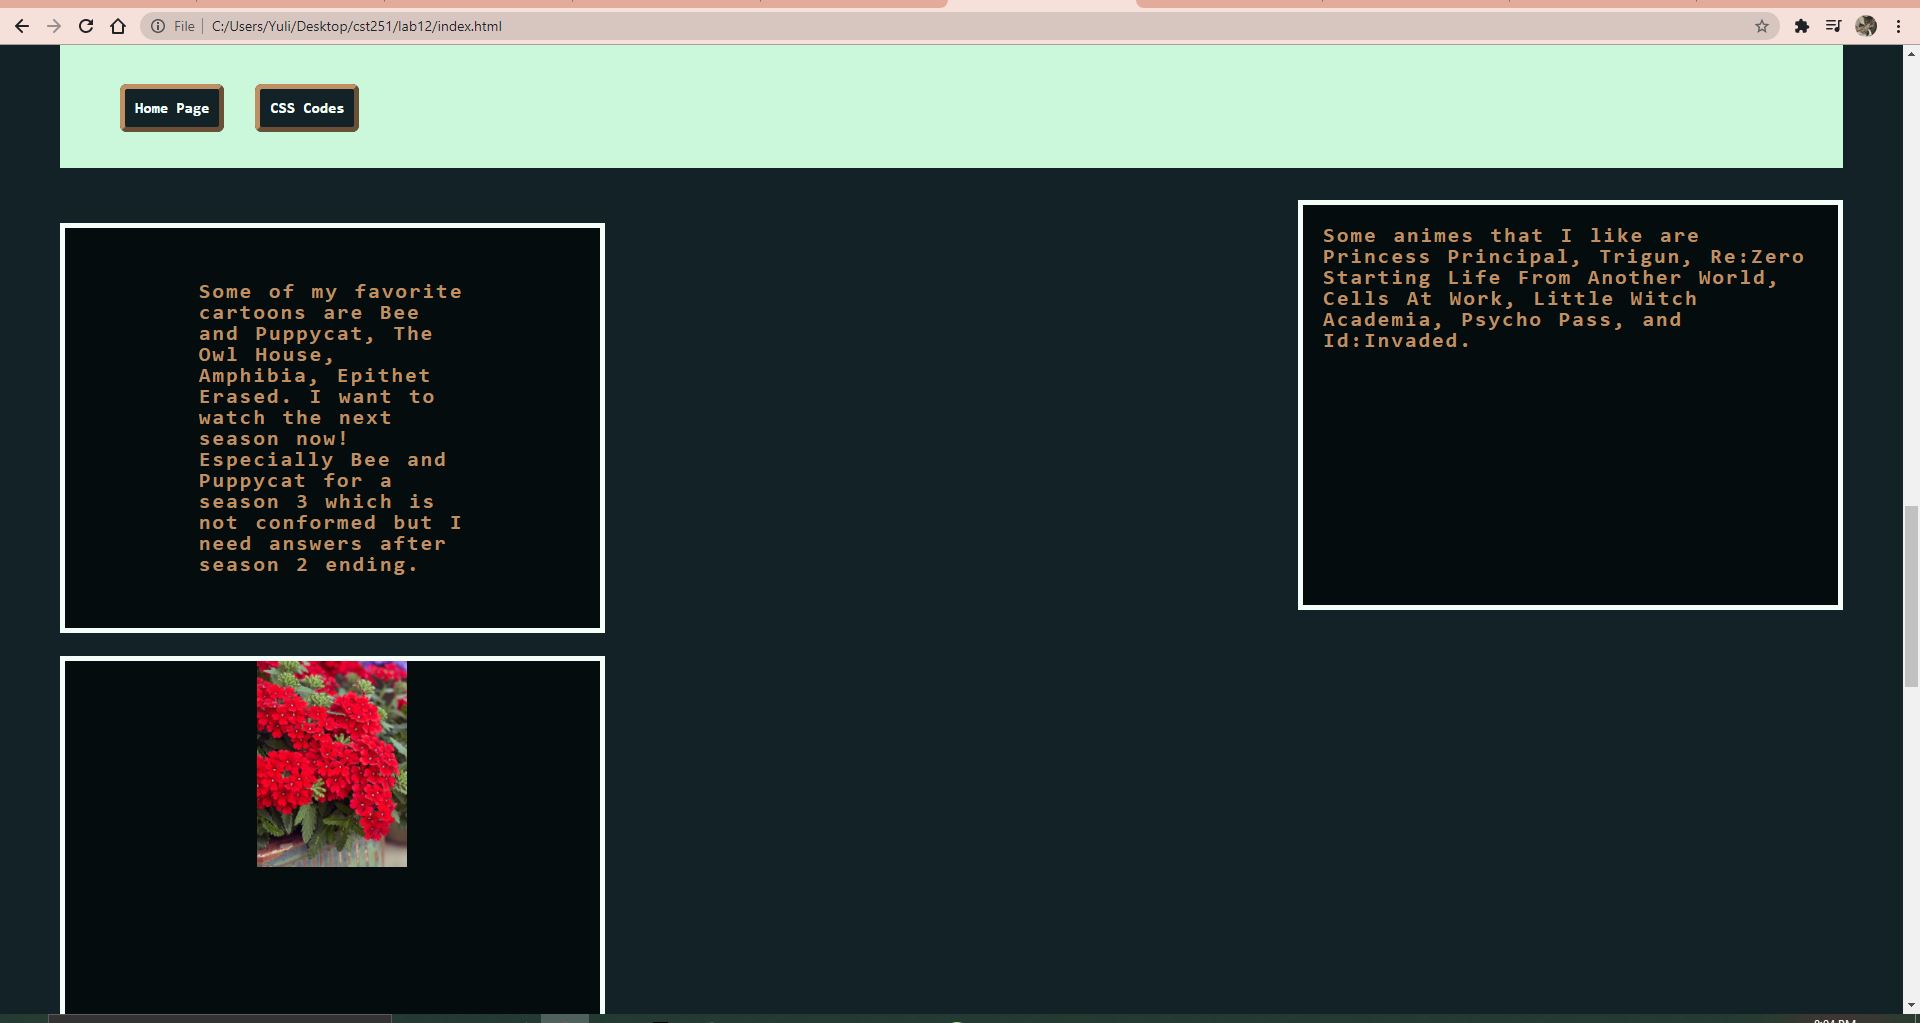 File
C:/Users/Yuli/Desktop/cst251/lab12/index.html
Home Page
CSS Codes
Some of my favorite
cartoons are Bee
and Puppycat, The
Owl House,
Amphibia, Epithet
Erased. I want to
watch the next
season now!
Especially Bee and
Puppycat for a
season 3 which is
not conformed but I
need answers after
season 2 ending.
Some animes that I like are
Princess Principal, Trigun, Re:Zero
Starting Life From Another World,
Cells At Work, Little Witch
Academia, Psycho Pass, and
Id:Invaded.